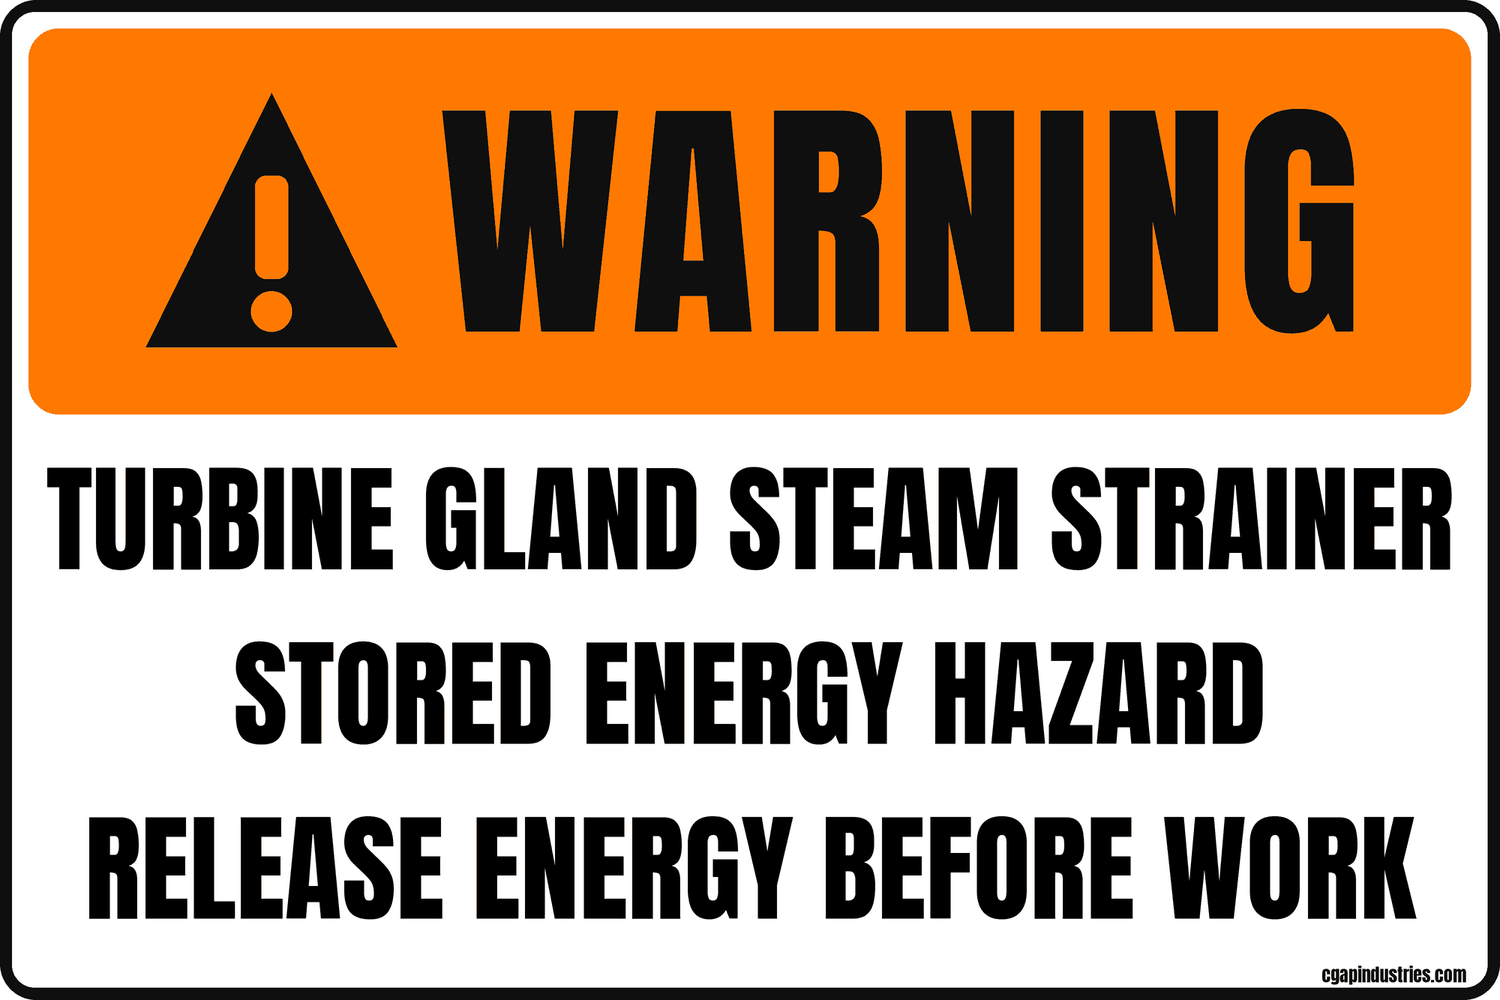 WARNING
TURBINE GLAND STEAM STRAINER
STORED ENERGY HAZARD
RELEASE ENERGY BEFORE WORK
cgapindustries.com